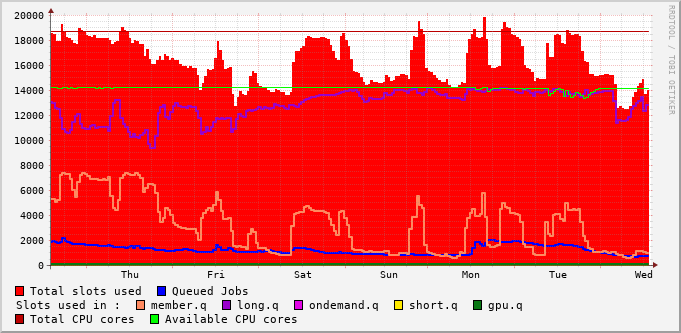 20000
18000
16000
14000
12000
10000
8000
6000
4000
2000
0
Thu Fri Sat Sun Mon Tue Wed
RRDTOOL / TOBI OETIKER
Total slots used Queued Jobs
Slots used in : member.q long.q ondemand.q short.q gpu.q
Total CPU cores Available CPU cores